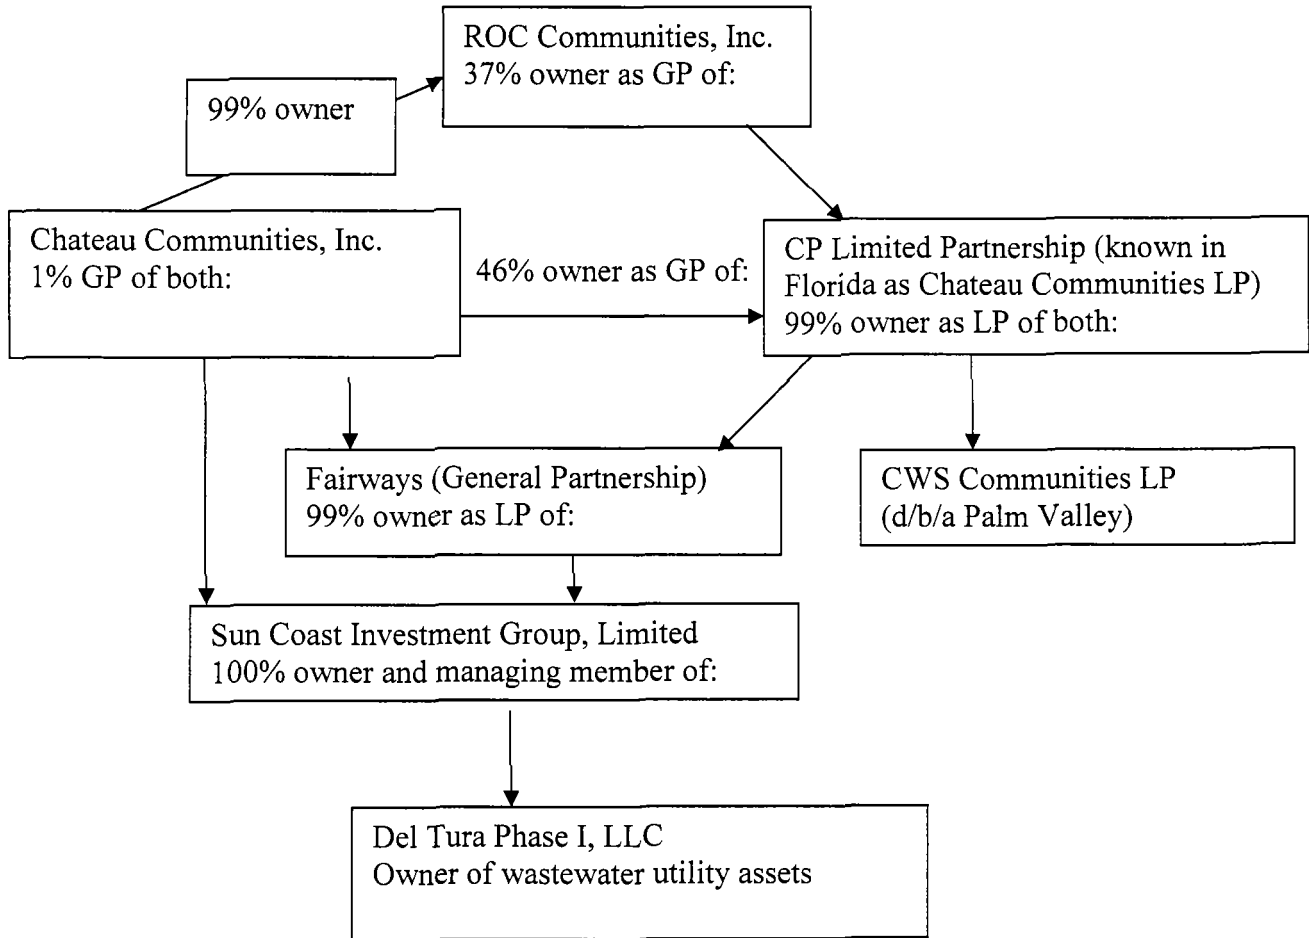 ROC Communities, Inc.
37% owner as GP of:
99% owner
Chateau Communities, Inc.
1% GP of both:
46% owner as GP of:
CP Limited Partnership (known in
Florida as Chateau Communities LP)
99% owner as LP of both:
Fairways (General Partnership)
99% owner as LP of:
CWS Communities LP
(d/b/a Palm Valley)
Sun Coast Investment Group, Limited
100% owner and managing member of:
Del Tura Phase I, LLC
Owner of wastewater utility assets